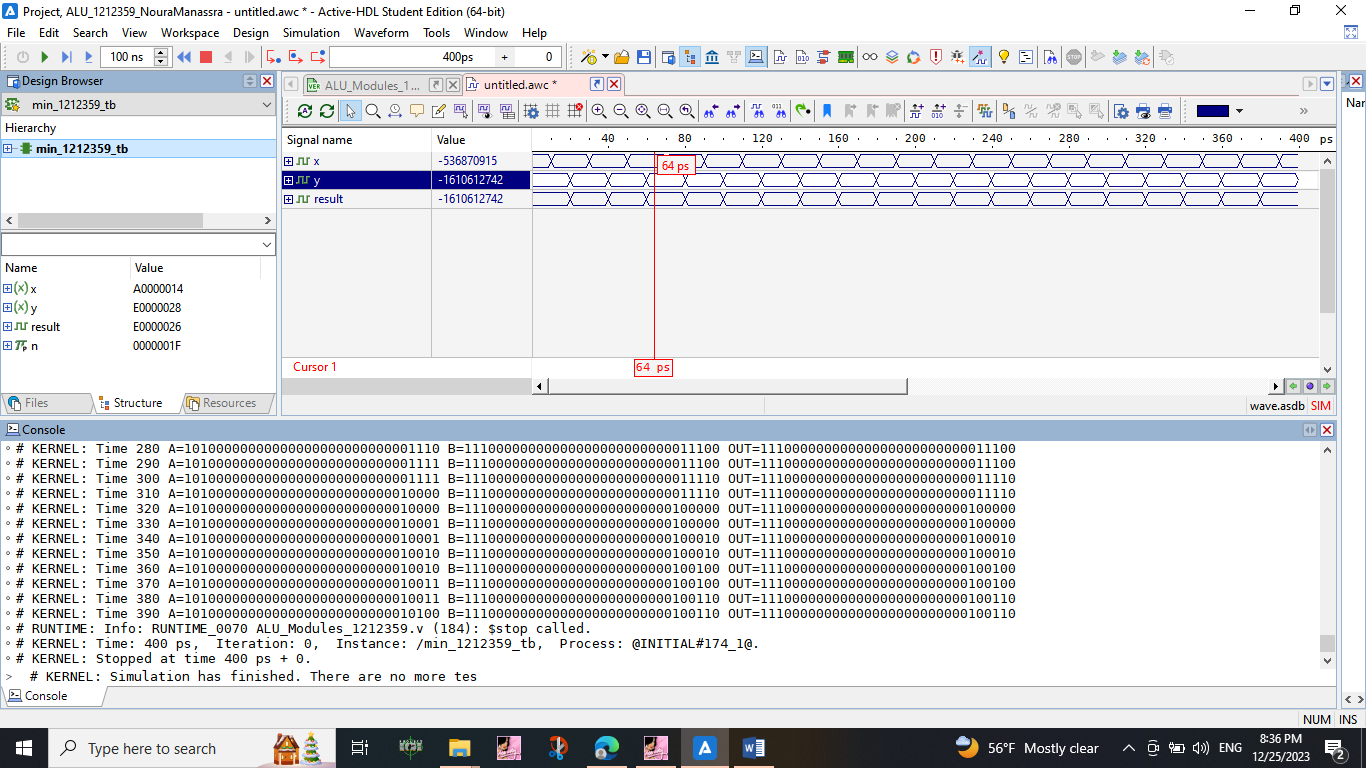 Project, ALU_1212359_NouraManassra - untitled.awc * - Active-HDL Student Edition (64-bit)
File Edit Search View Workspace Design Simulation Waveform Tools Window Help
100 ns 400ps + 0
Design Browser
min_1212359_tb
Hierarchy
min_1212359_tb
Name Value
x A0000014
y E0000028
result E0000026
n 0000001F
Files Structure Resources
ALU_Modules_1... untitled.awc *
Signal name Value 40 80 120 160 200 240 280 320 360 400 ps
x -536870915
64 ps
y -1610612742
result -1610612742
Cursor 1 64 ps
wave.asdb SIM
Nar
Console
# KERNEL: Time 280 A=10100000000000000000000000001110 B=11100000000000000000000000011100 OUT=11100000000000000000000000011100
# KERNEL: Time 290 A=10100000000000000000000000001111 B=11100000000000000000000000011100 OUT=11100000000000000000000000011100
# KERNEL: Time 300 A=10100000000000000000000000001111 B=11100000000000000000000000011110 OUT=11100000000000000000000000011110
# KERNEL: Time 310 A=10100000000000000000000000010000 B=11100000000000000000000000011110 OUT=11100000000000000000000000011110
# KERNEL: Time 320 A=10100000000000000000000000010000 B=11100000000000000000000000100000 OUT=11100000000000000000000000100000
# KERNEL: Time 330 A=10100000000000000000000000010001 B=11100000000000000000000000100000 OUT=11100000000000000000000000100000
# KERNEL: Time 340 A=10100000000000000000000000010001 B=11100000000000000000000000100010 OUT=11100000000000000000000000100010
# KERNEL: Time 350 A=10100000000000000000000000010010 B=11100000000000000000000000100010 OUT=11100000000000000000000000100010
# KERNEL: Time 360 A=10100000000000000000000000010010 B=11100000000000000000000000100100 OUT=11100000000000000000000000100100
# KERNEL: Time 370 A=10100000000000000000000000010011 B=11100000000000000000000000100100 OUT=11100000000000000000000000100100
# KERNEL: Time 380 A=10100000000000000000000000010011 B=11100000000000000000000000100110 OUT=11100000000000000000000000100110
# KERNEL: Time 390 A=10100000000000000000000000010100 B=11100000000000000000000000100110 OUT=11100000000000000000000000100110
# RUNTIME: Info: RUNTIME_0070 ALU_Modules_1212359.v (184): $stop called.
# KERNEL: Time: 400 ps, Iteration: 0, Instance: /min_1212359_tb, Process: @INITIAL#174_1@.
# KERNEL: Stopped at time 400 ps + 0.
> # KERNEL: Simulation has finished. There are no more tes
Console
NUM INS
Type here to search
56°F Mostly clear
ENG
8:36 PM
12/25/2023
2